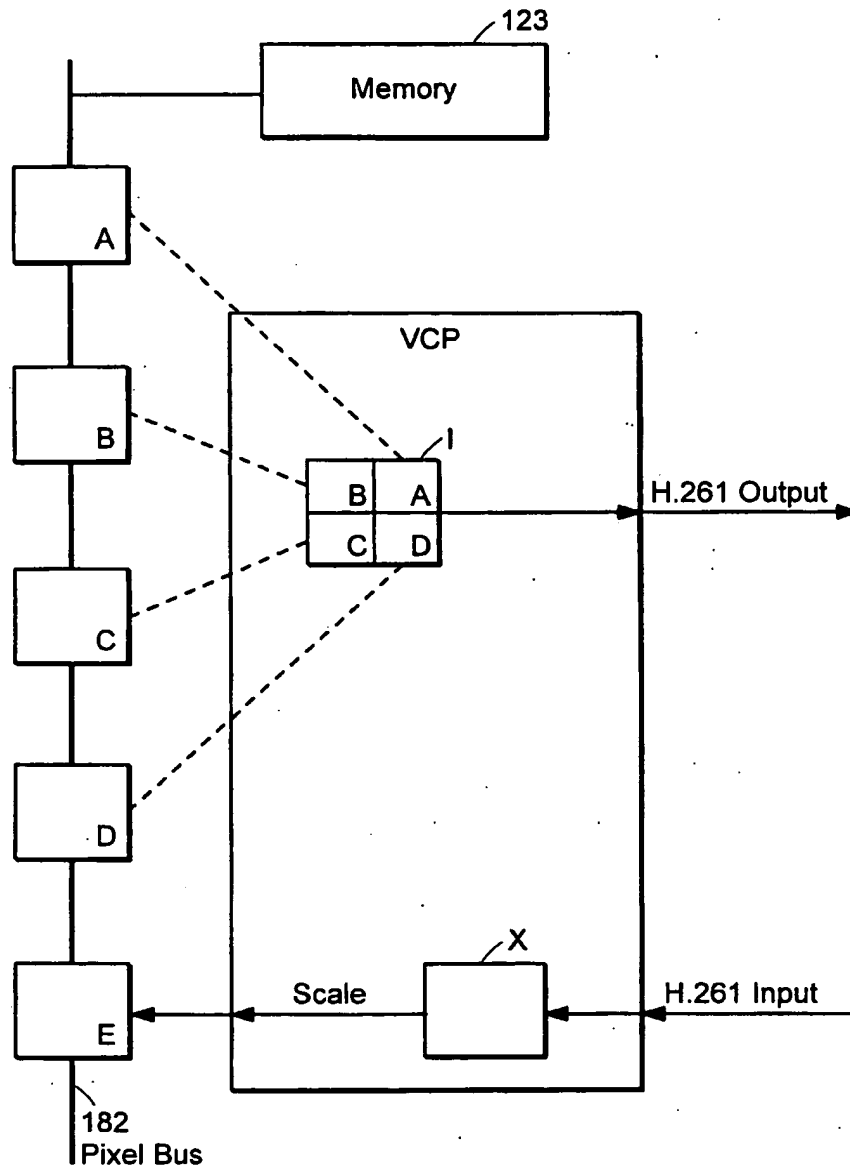 123
Memory
A
VCP
B
I
B A
H.261 Output
C D
C
D
X
Scale
H.261 Input
E
182
Pixel Bus